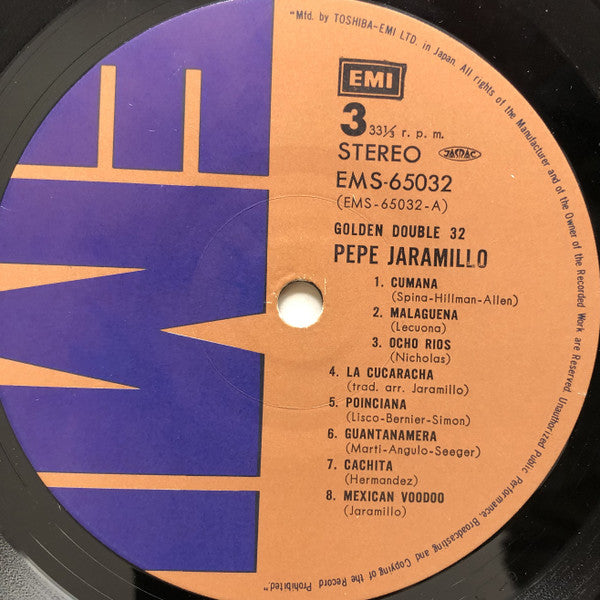 "Mfd. by TOSHIBA-EMI LTD. in Japan. All rights of the Manufacturer and of the Owner of the Recorded Work are Reserved. Unauthorized Public Performance, Broadcasting and Copying of the Record Prohibited."
EMI
3 33⅓ r. p. m.
STEREO JASRAC
EMS-65032
(EMS-65032-A)
GOLDEN DOUBLE 32
PEPE JARAMILLO
1. CUMANA
(Spina-Hillman-Allen)
2. MALAGUENA
(Lecuona)
3. OCHO RIOS
(Nicholas)
4. LA CUCARACHA
(trad. arr. Jaramillo)
5. POINCIANA
(Lisco-Bernier-Simon)
6. GUANTANAMERA
(Marti-Angulo-Seeger)
7. CACHITA
(Hernandez)
8. MEXICAN VOODOO
(Jaramillo)
EMI